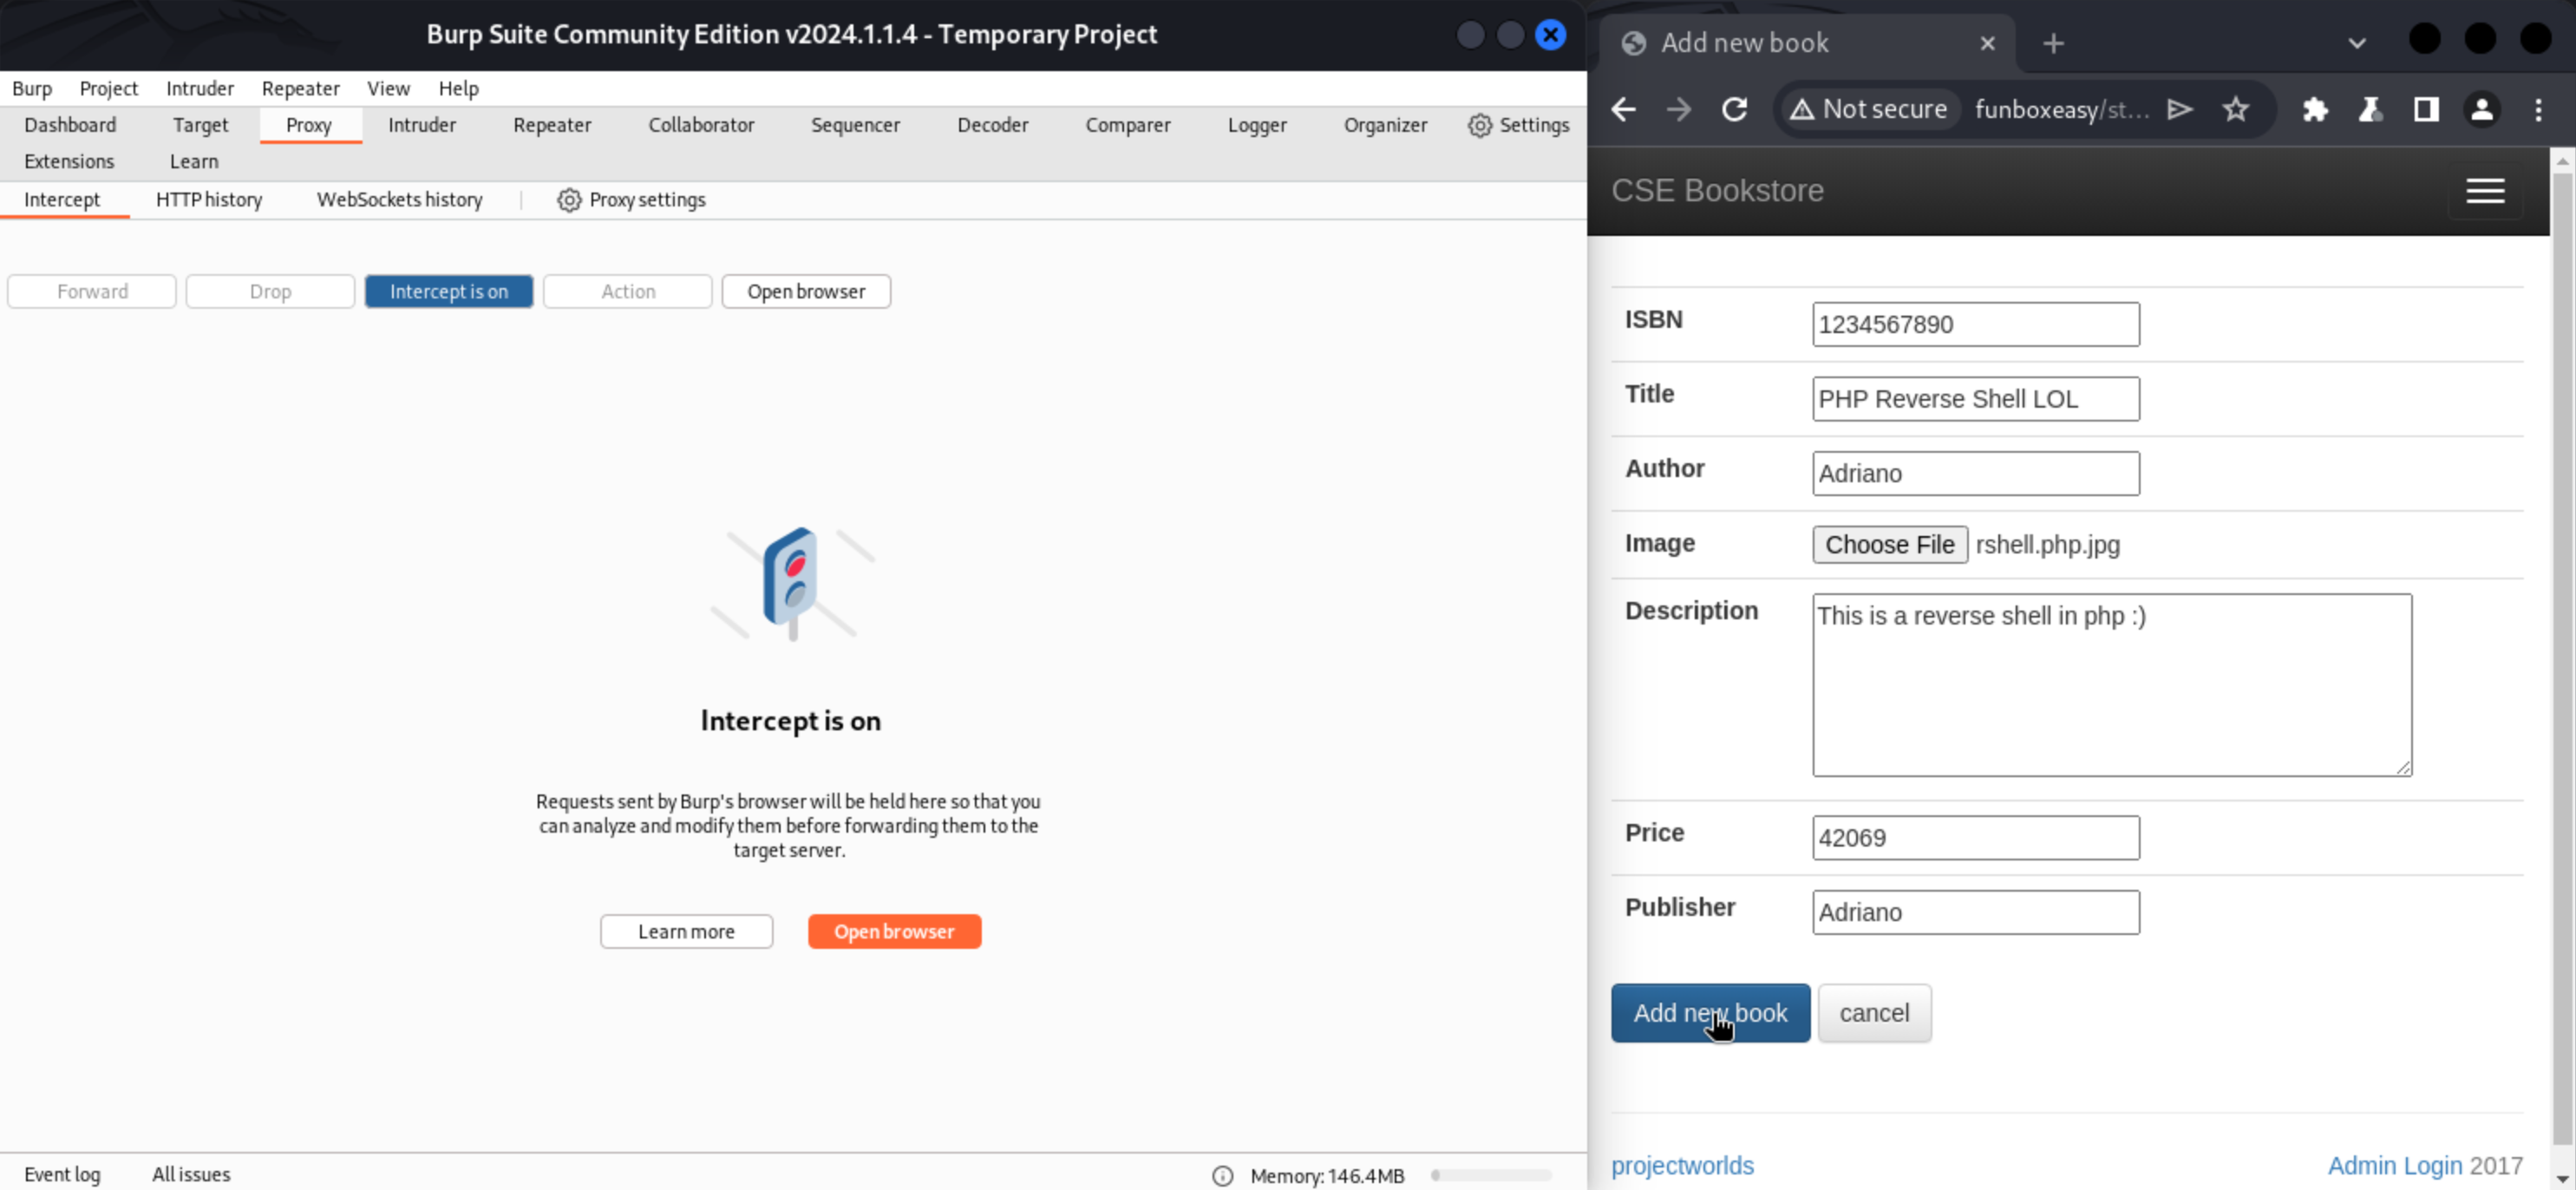 Burp Suite Community Edition v2024.1.1.4 - Temporary Project
Burp Project Intruder Repeater View Help
Dashboard Target Proxy Intruder Repeater Collaborator Sequencer Decoder Comparer Logger Organizer Settings
Extensions Learn
Intercept HTTP history WebSockets history Proxy settings
Forward Drop Intercept is on Action Open browser
Intercept is on
Requests sent by Burp's browser will be held here so that you
can analyze and modify them before forwarding them to the
target server.
Learn more Open browser
Event log All issues Memory: 146.4MB
Add new book
Not secure funboxeasy/st...
CSE Bookstore
ISBN 1234567890
Title PHP Reverse Shell LOL
Author Adriano
Image Choose File rshell.php.jpg
Description This is a reverse shell in php :)
Price 42069
Publisher Adriano
Add new book cancel
projectworlds Admin Login 2017